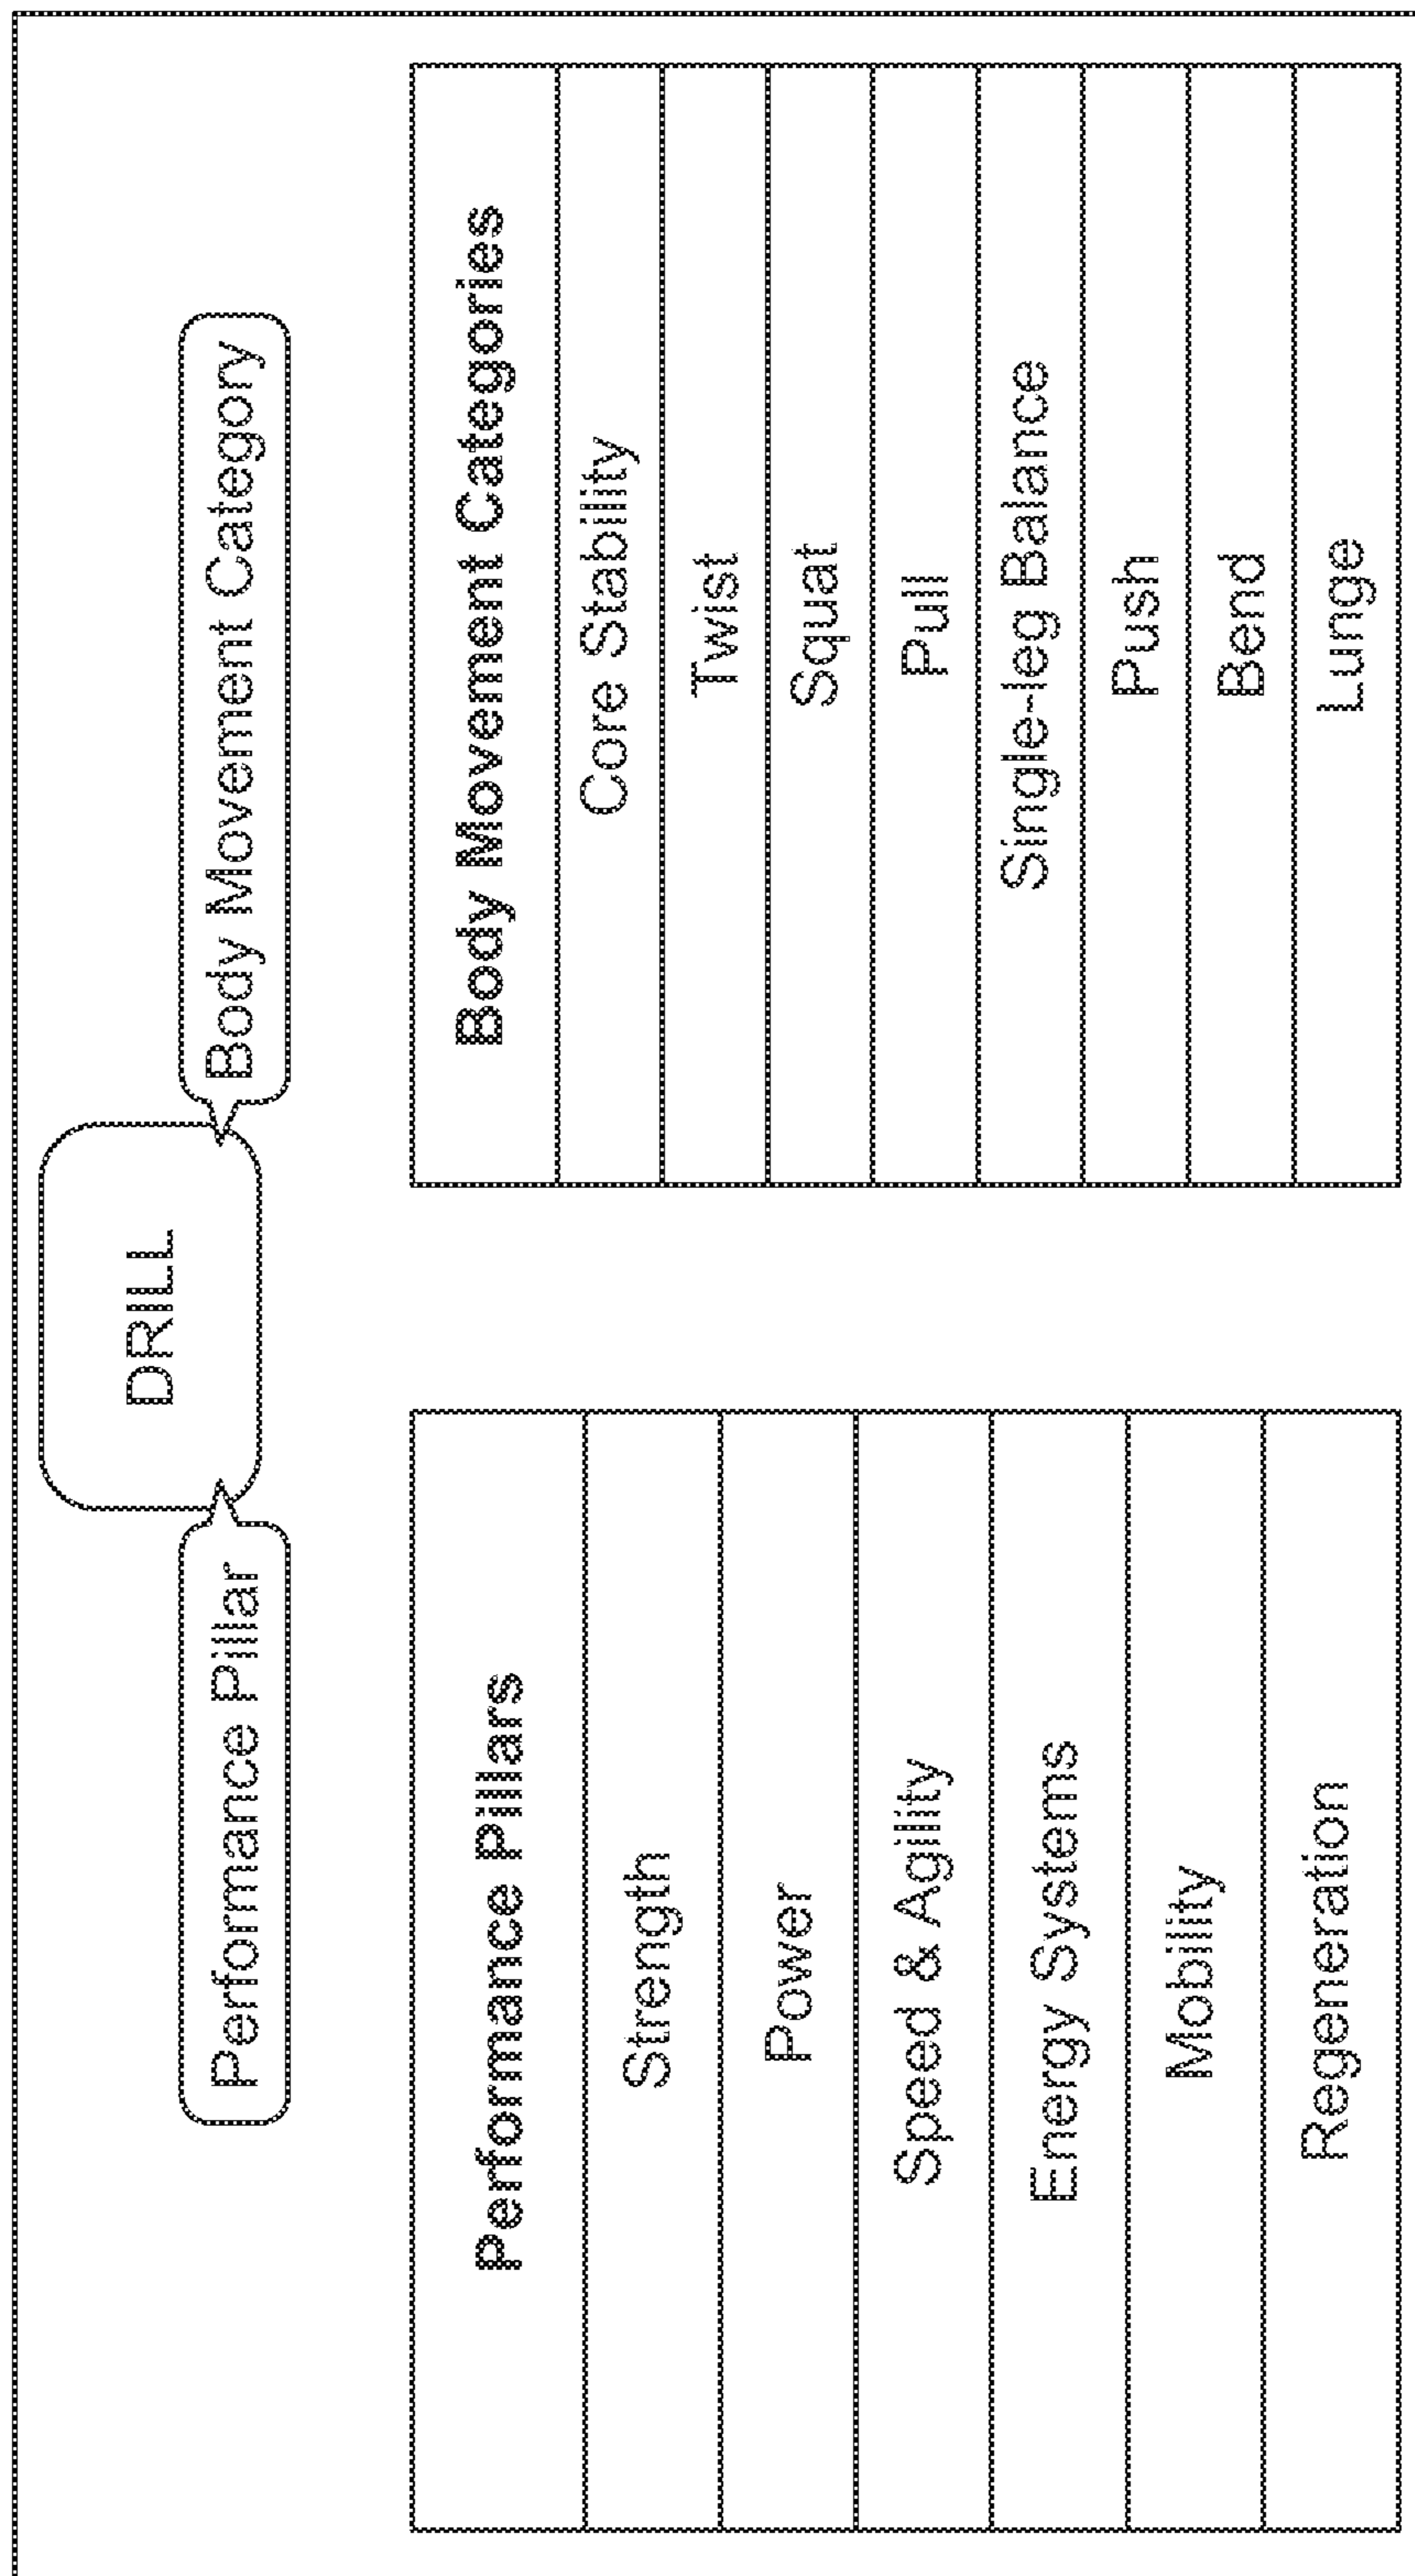 DRILL
Performance Pillar
Body Movement Category
Performance Pillars
Strength
Power
Speed & Agility
Energy Systems
Mobility
Regeneration
Body Movement Categories
Core Stability
Twist
Squat
Pull
Single-leg Balance
Push
Bend
Lunge